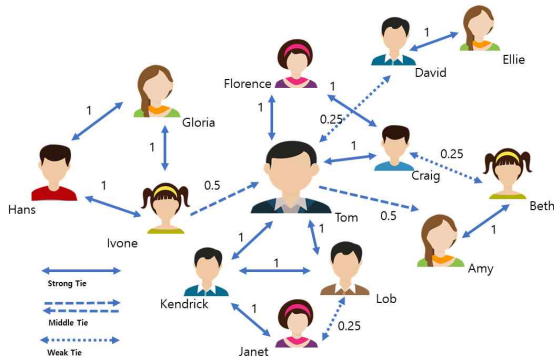 Ellie
1
David
Florence
1
1
0.25
1
Gloria
1
1
0.25
Craig
1
0.5
Hans
Ivone
Tom
0.5
Beth
1
Amy
1
1
1
Kendrick
Lob
Strong Tie
1
0.25
Middle Tie
Janet
Weak Tie